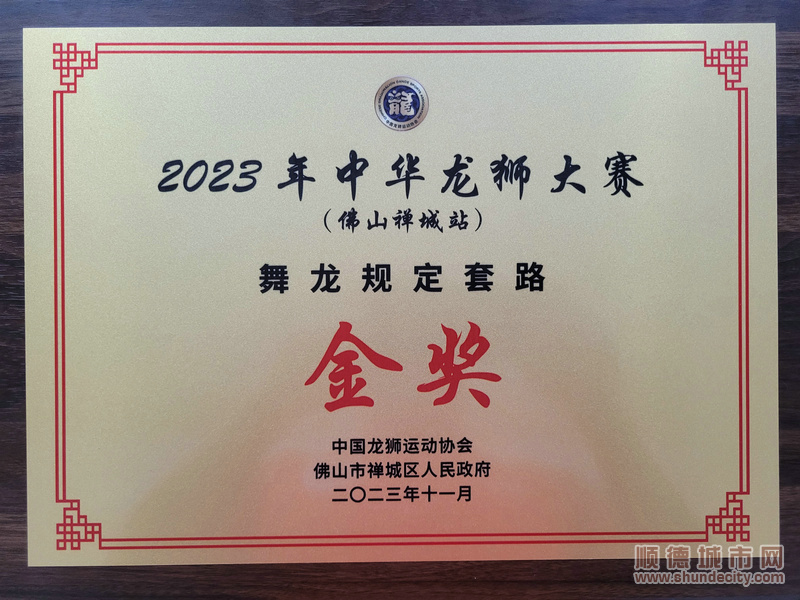 龍
2023年中华龙狮大赛
（佛山禅城站）
舞龙规定套路
金奖
中国龙狮运动协会
佛山市禅城区人民政府
二〇二三年十一月
顺德城市网
www.shundecity.com